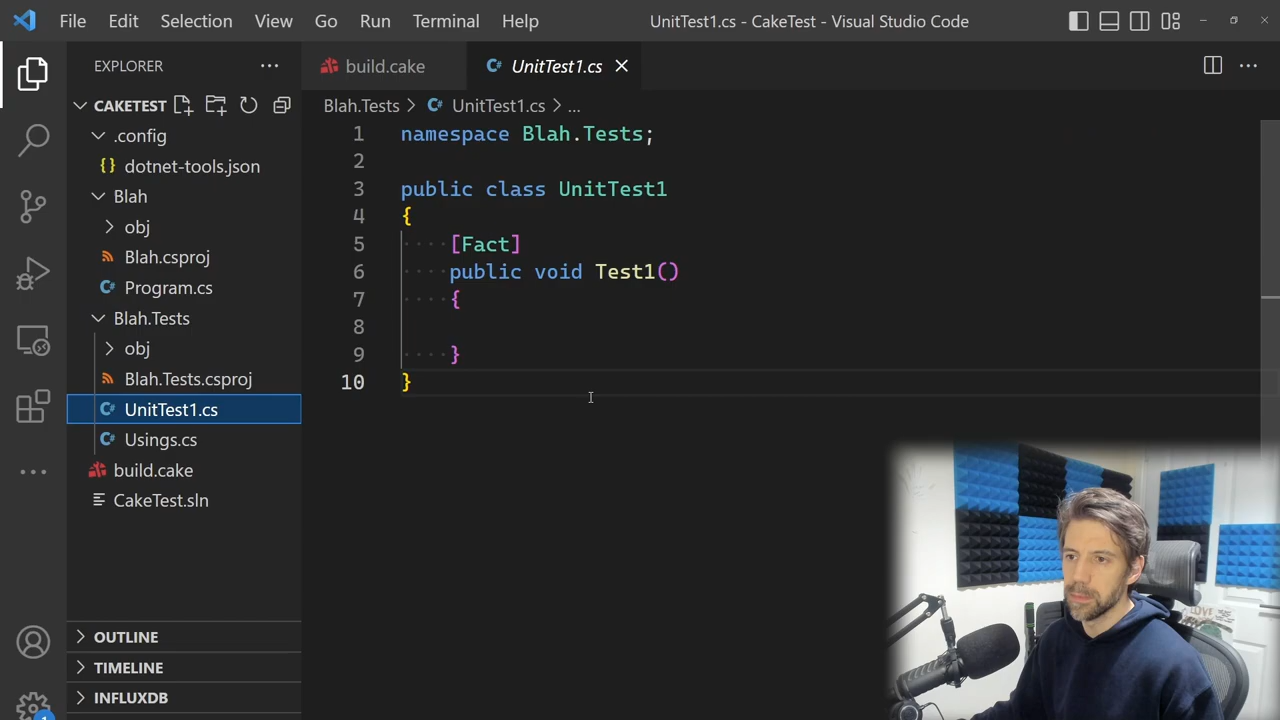 File Edit Selection View Go Run Terminal Help UnitTest1.cs - CakeTest - Visual Studio Code
EXPLORER
CAKETEST
.config
{} dotnet-tools.json
Blah
obj
Blah.csproj
C# Program.cs
Blah.Tests
obj
Blah.Tests.csproj
C# UnitTest1.cs
C# Usings.cs
build.cake
CakeTest.sln
OUTLINE
TIMELINE
INFLUXDB
1
build.cake C# UnitTest1.cs
Blah.Tests > C# UnitTest1.cs > ...
1 namespace Blah.Tests;
2
3 public class UnitTest1
4 {
5 [Fact]
6 public void Test1()
7 {
8
9 }
10 }